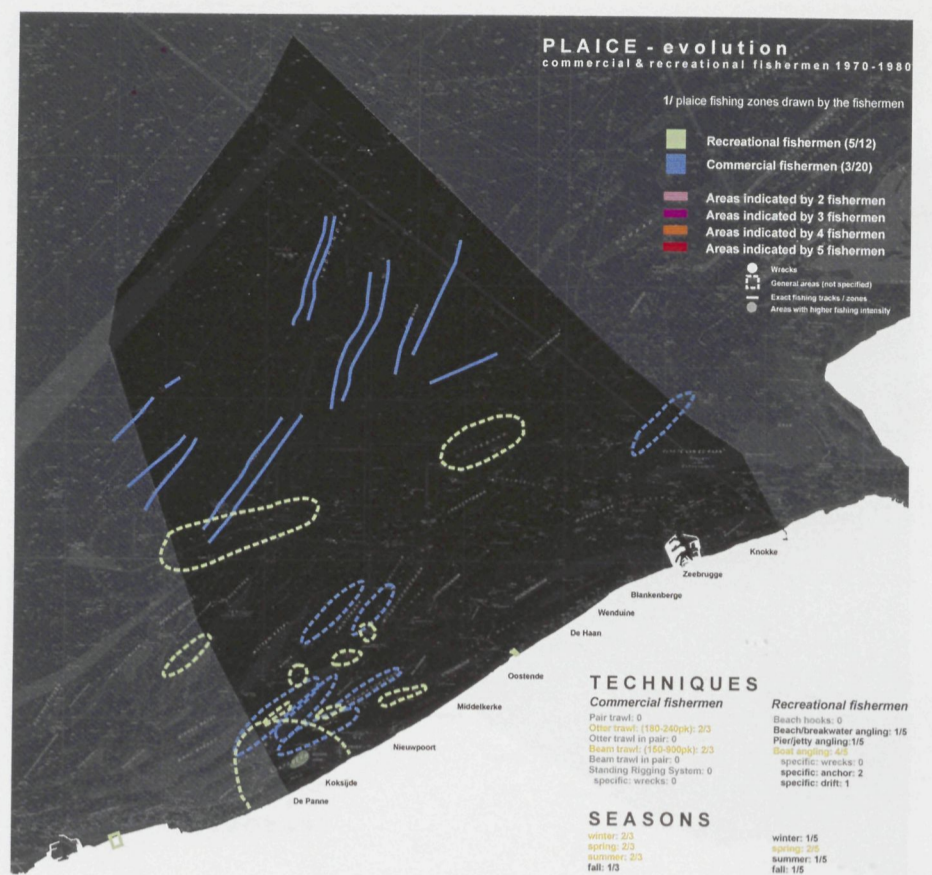 PLAICE - evolution
commercial & recreational fishermen 1970-1980
1/ plaice fishing zones drawn by the fishermen
Recreational fishermen (5/12)
Commercial fishermen (3/20)
Areas indicated by 2 fishermen
Areas indicated by 3 fishermen
Areas indicated by 4 fishermen
Areas indicated by 5 fishermen
Wrecks
General areas (not specified)
Exact fishing tracks / zones
Areas with higher fishing intensity
Knokke
Zeebrugge
Blankenberge
Wenduine
De Haan
Oostende
Middelkerke
Nieuwpoort
Koksijde
De Panne
TECHNIQUES
Commercial fishermen
Pair trawl: 0
Otter trawl: (180-240pk): 2/3
Otter trawl in pair: 0
Beam trawl: (150-900pk): 2/3
Beam trawl in pair: 0
Standing Rigging System: 0
specific: wrecks: 0
Recreational fishermen
Beach hooks: 0
Beach/breakwater angling: 1/5
Pier/jetty angling:1/5
Boat angling: 4/5
specific: wrecks: 0
specific: anchor: 2
specific: drift: 1
SEASONS
winter: 2/3
spring: 2/3
summer: 2/3
fall: 1/3
winter: 1/5
spring: 2/5
summer: 1/5
fall: 1/5